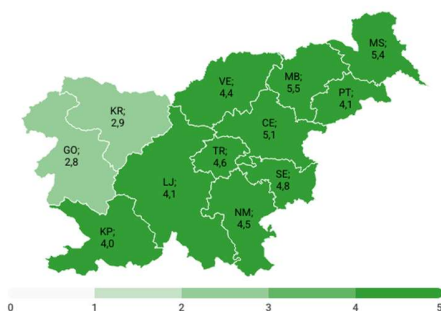 MS;
5,4
VE;
4,4
MB;
5,5
PT;
4,1
KR;
2,9
CE;
5,1
GO;
2,8
TR;
4,6
SE;
4,8
LJ;
4,1
NM;
4,5
KP;
4,0
0 1 2 3 4 5